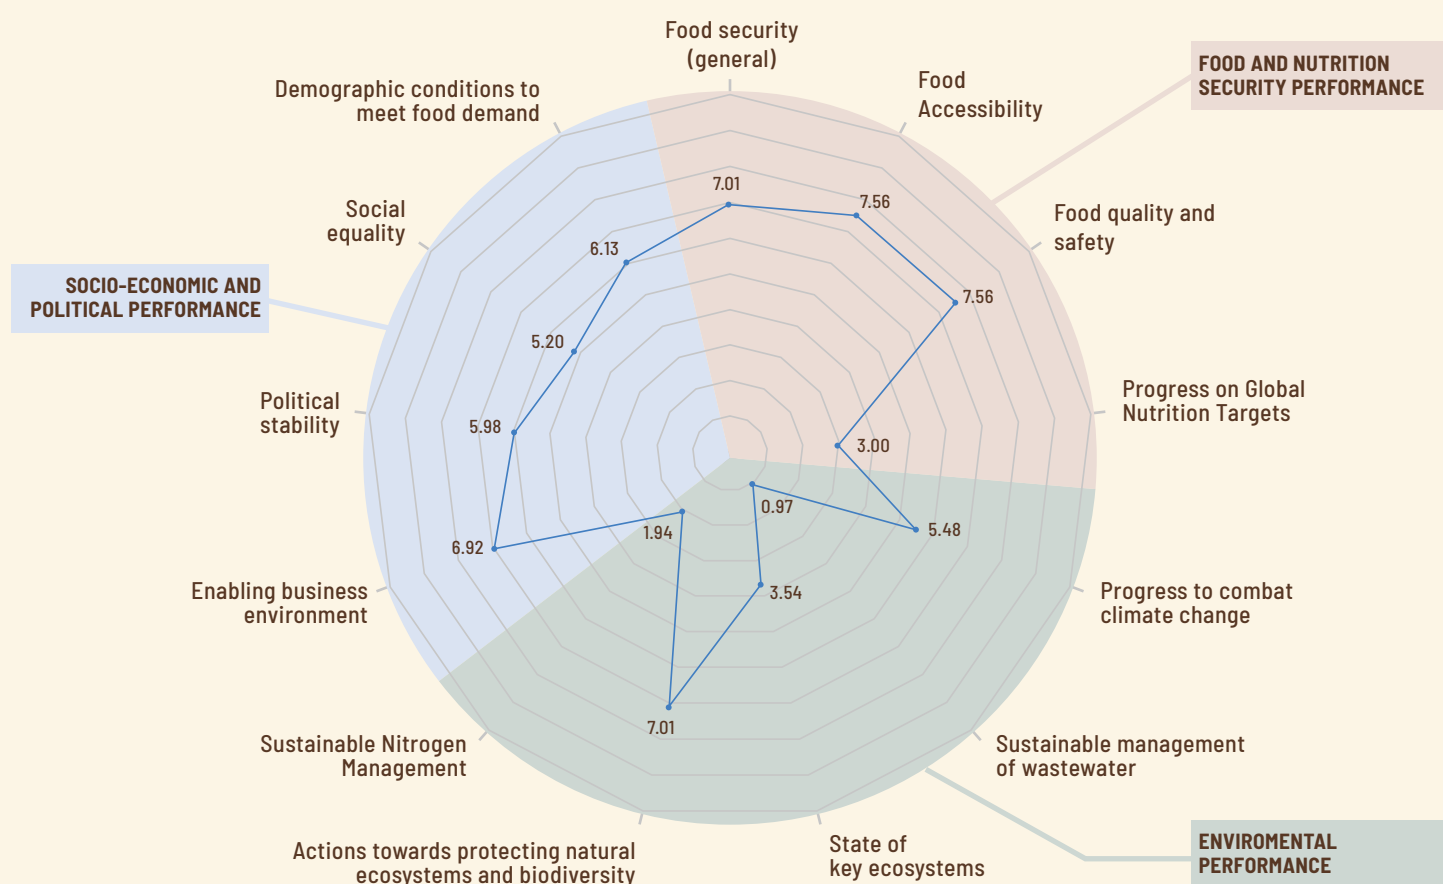 Food security
(general)
Food
Accessibility
FOOD AND NUTRITION
SECURITY PERFORMANCE
Demographic conditions to
meet food demand
Social
equality
Food quality and
safety
7.01
7.56
6.13
7.56
SOCIO-ECONOMIC AND
POLITICAL PERFORMANCE
5.20
Political
stability
Progress on Global
Nutrition Targets
5.98
3.00
0.97
5.48
1.94
6.92
3.54
Enabling business
environment
Progress to combat
climate change
7.01
Sustainable Nitrogen
Management
Sustainable management
of wastewater
Actions towards protecting natural
ecosystems and biodiversity
State of
key ecosystems
ENVIROMENTAL
PERFORMANCE